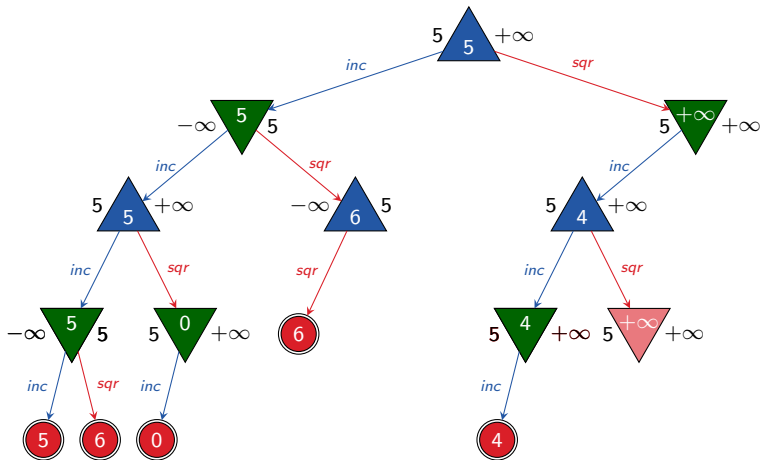 5 5 +∞
inc sqr
−∞ 5 5 5 +∞ +∞
inc sqr inc
5 5 +∞ −∞ 6 5 5 4 +∞
inc sqr sqr inc sqr
−∞ 5 5 5 0 +∞ 6 5 4 +∞ 5 +∞ +∞
inc sqr inc inc
5 6 0 4